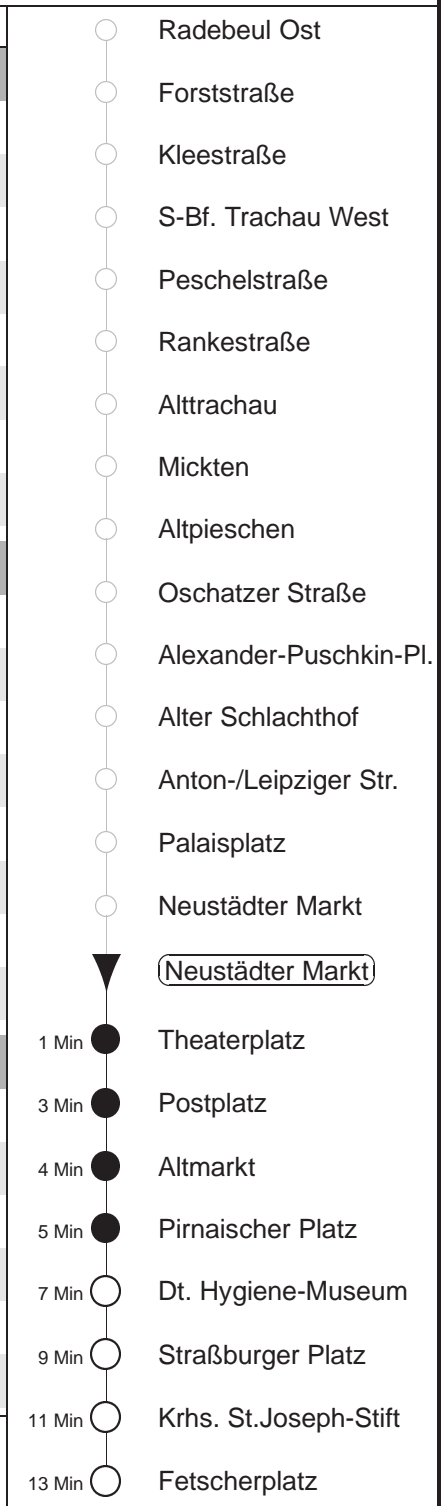 Radebeul Ost
Forststraße
Kleestraße
S-Bf. Trachau West
Peschelstraße
Rankestraße
Alttrachau
Mickten
Altpieschen
Oschatzer Straße
Alexander-Puschkin-Pl.
Alter Schlachthof
Anton-/Leipziger Str.
Palaisplatz
Neustädter Markt
Neustädter Markt
1 Min Theaterplatz
3 Min Postplatz
4 Min Altmarkt
5 Min Pirnaischer Platz
7 Min Dt. Hygiene-Museum
9 Min Straßburger Platz
11 Min Krhs. St.Joseph-Stift
13 Min Fetscherplatz